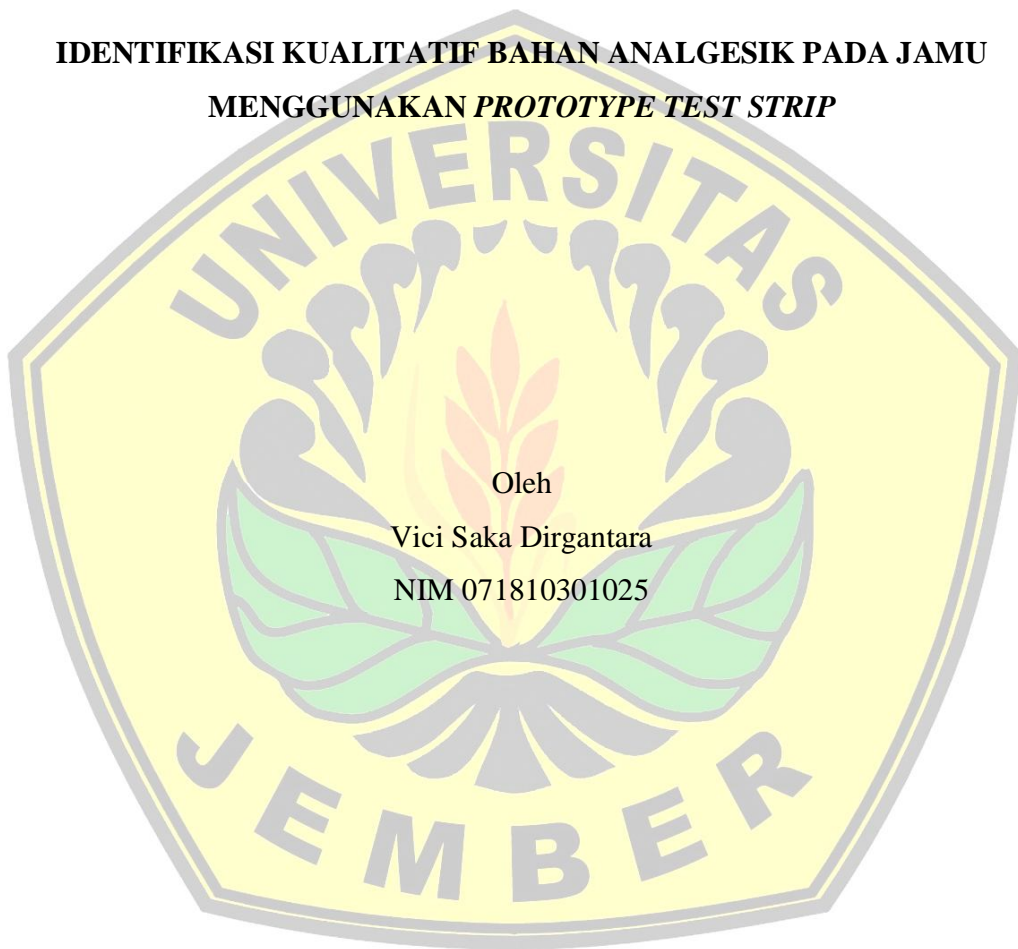 IDENTIFIKASI KUALITATIF BAHAN ANALGESIK PADA JAMU
MENGGUNAKAN PROTOTYPE TEST STRIP
UNIVERSITAS
Oleh
Vici Saka Dirgantara
NIM 071810301025
JEMBER